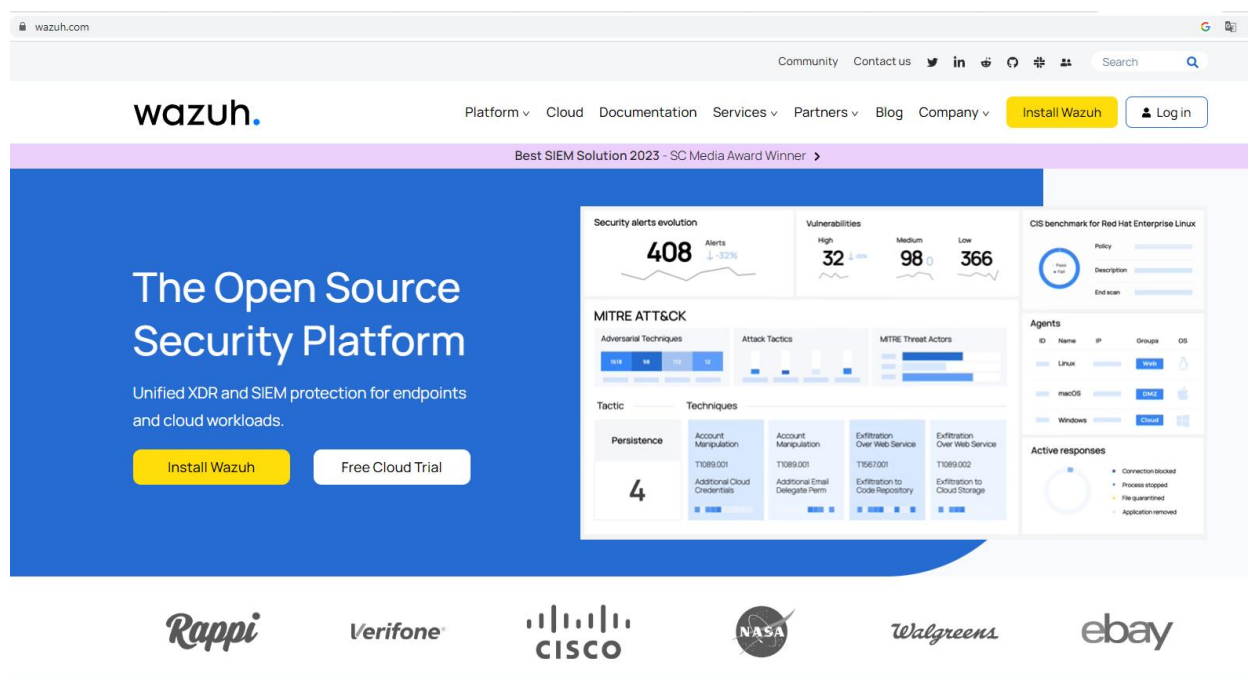 wazuh.com
Community Contact us Search
wazuh.
Platform Cloud Documentation Services Partners Blog Company Install Wazuh Log in
Best SIEM Solution 2023 - SC Media Award Winner
The Open Source
Security Platform
Unified XDR and SIEM protection for endpoints
and cloud workloads.
Install Wazuh Free Cloud Trial
Security alerts evolution
408 Alerts
-32%
Vulnerabilities
High Medium Low
32 98 0 366
CIS benchmark for Red Hat Enterprise Linux
Policy
Description
End scan
MITRE ATT&CK
Adversarial Techniques Attack Tactics MITRE Threat Actors
Tactic Techniques
Persistence
4
Account
Manipulation
T1089.001
Additional Cloud
Credentials
Account
Manipulation
T1089.001
Additional Email
Delegate Perm
Exfiltration
Over Web Service
T1567.001
Exfiltration to
Code Repository
Exfiltration
Over Web Service
T1089.002
Exfiltration to
Cloud Storage
Agents
ID Name IP Groups OS
Linux Web
macOS DMZ
Windows Cloud
Active responses
Connection blocked
Process stopped
File quarantined
Application removed
Rappi Verifone CISCO NASA Walgreens ebay